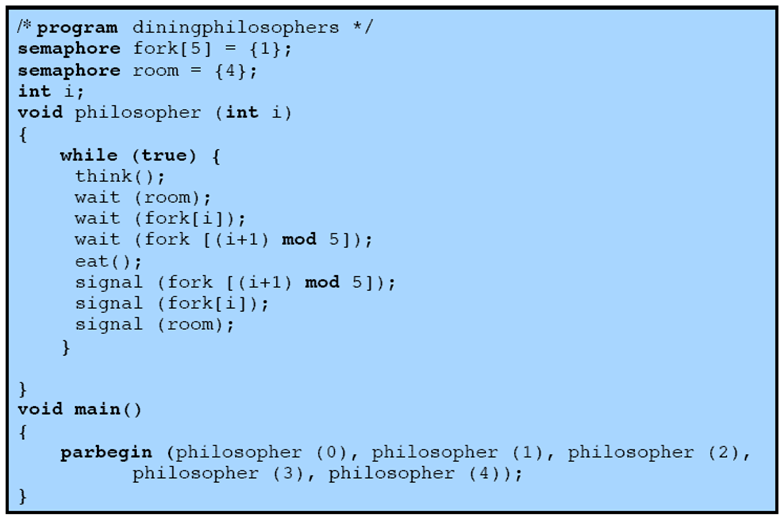 /* program diningphilosophers */
semaphore fork[5] = {1};
semaphore room = {4};
int i;
void philosopher (int i)
{
while (true) {
think();
wait (room);
wait (fork[i]);
wait (fork [(i+1) mod 5]);
eat();
signal (fork [(i+1) mod 5]);
signal (fork[i]);
signal (room);
}
}
void main()
{
parbegin (philosopher (0), philosopher (1), philosopher (2),
philosopher (3), philosopher (4));
}